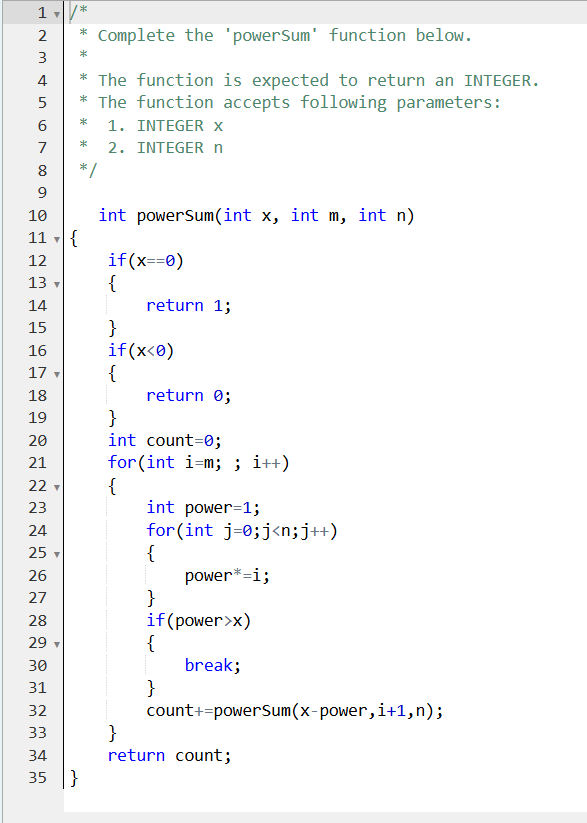 1 /*
2  * Complete the 'powerSum' function below.
3  *
4  * The function is expected to return an INTEGER.
5  * The function accepts following parameters:
6  *  1. INTEGER x
7  *  2. INTEGER n
8  */
9
10    int powerSum(int x, int m, int n)
11 {
12     if(x==0)
13     {
14         return 1;
15     }
16     if(x<0)
17     {
18         return 0;
19     }
20     int count=0;
21     for(int i=m; ; i++)
22     {
23         int power=1;
24         for(int j=0;j<n;j++)
25         {
26             power*=i;
27         }
28         if(power>x)
29         {
30             break;
31         }
32         count+=powerSum(x-power,i+1,n);
33     }
34     return count;
35 }